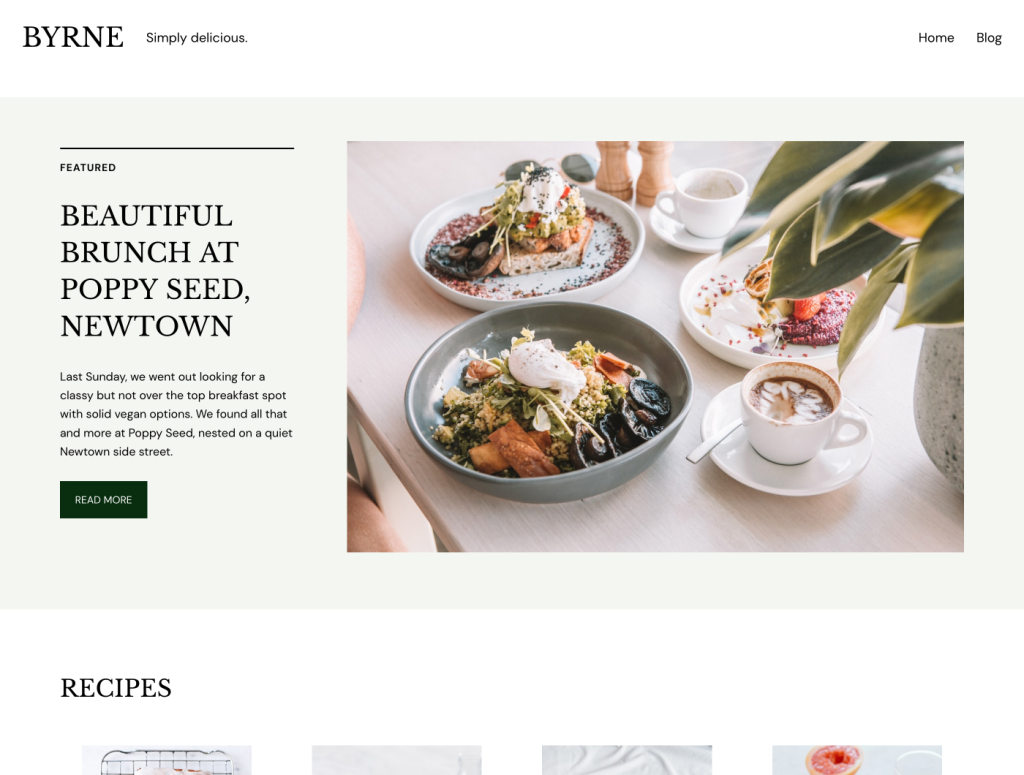 BYRNE Simply delicious. Home Blog
FEATURED
BEAUTIFUL
BRUNCH AT
POPPY SEED,
NEWTOWN
Last Sunday, we went out looking for a
classy but not over the top breakfast spot
with solid vegan options. We found all that
and more at Poppy Seed, nested on a quiet
Newtown side street.
READ MORE
RECIPES